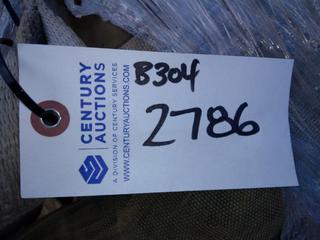 CENTURY
AUCTIONS
A DIVISION OF CENTURY SERVICES
WWW.CENTURYAUCTIONS.COM
B304
2786